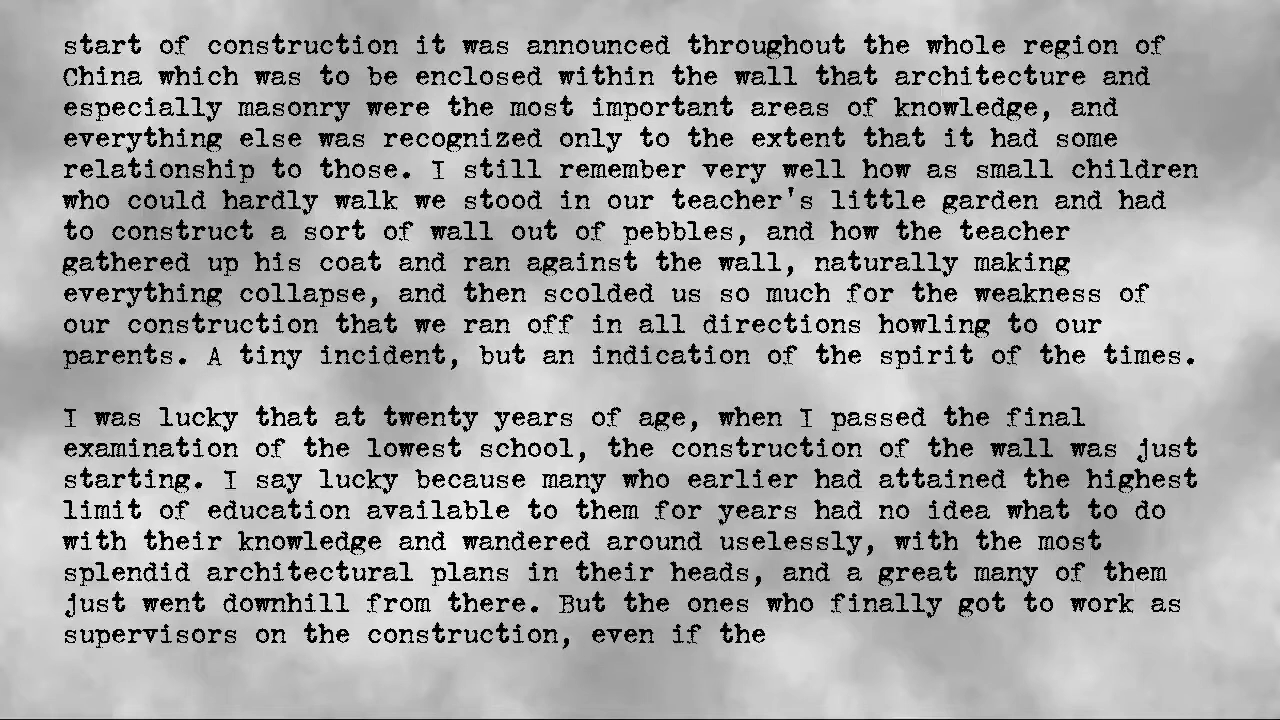 start of construction it was announced throughout the whole region of
China which was to be enclosed within the wall that architecture and
especially masonry were the most important areas of knowledge, and
everything else was recognized only to the extent that it had some
relationship to those. I still remember very well how as small children
who could hardly walk we stood in our teacher's little garden and had
to construct a sort of wall out of pebbles, and how the teacher
gathered up his coat and ran against the wall, naturally making
everything collapse, and then scolded us so much for the weakness of
our construction that we ran off in all directions howling to our
parents. A tiny incident, but an indication of the spirit of the times.

I was lucky that at twenty years of age, when I passed the final
examination of the lowest school, the construction of the wall was just
starting. I say lucky because many who earlier had attained the highest
limit of education available to them for years had no idea what to do
with their knowledge and wandered around uselessly, with the most
splendid architectural plans in their heads, and a great many of them
just went downhill from there. But the ones who finally got to work as
supervisors on the construction, even if the